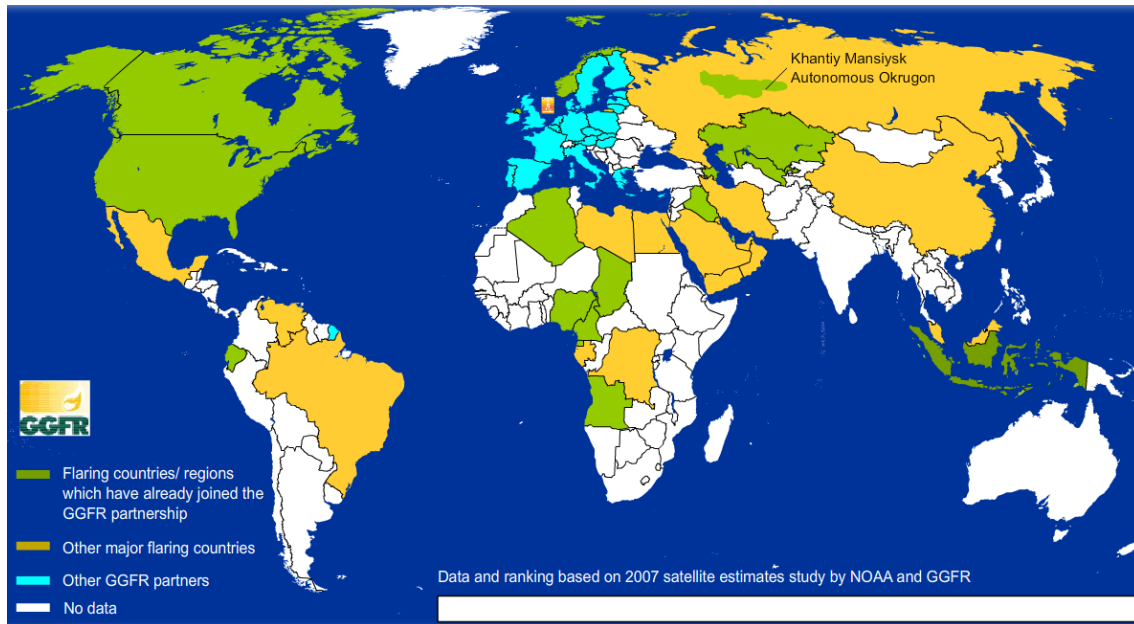 Khantiy Mansiysk
Autonomous Okrugon
GGFR
Flaring countries/ regions
which have already joined the
GGFR partnership
Other major flaring countries
Other GGFR partners
No data
Data and ranking based on 2007 satellite estimates study by NOAA and GGFR